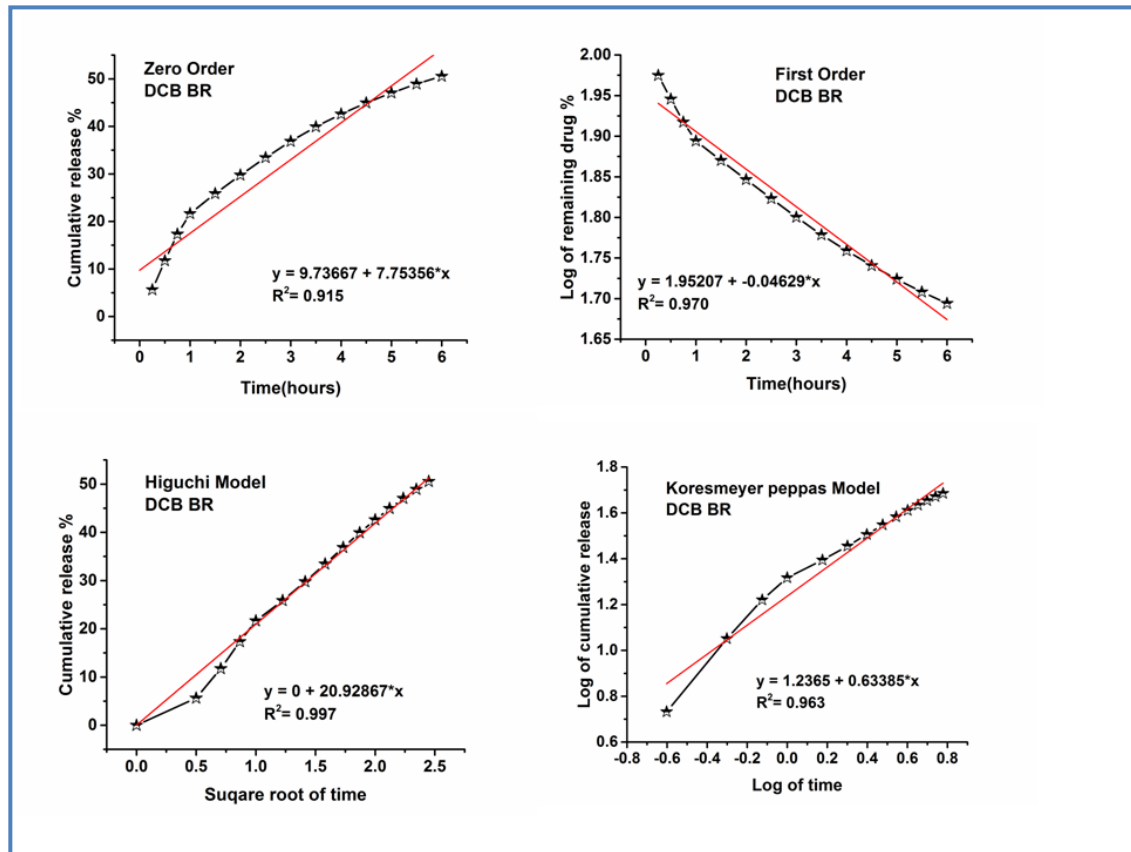 Zero Order
DCB BR
Cumulative release %
50
40
30
20
10
0
y = 9.73667 + 7.75356*x
R²= 0.915
0 1 2 3 4 5 6
Time(hours)
First Order
DCB BR
Log of remaining drug %
2.00
1.95
1.90
1.85
1.80
1.75
1.70
1.65
y = 1.95207 + -0.04629*x
R²= 0.970
0 1 2 3 4 5 6
Time(hours)
Higuchi Model
DCB BR
Cumulative release %
50
40
30
20
10
0
y = 0 + 20.92867*x
R²= 0.997
0.0 0.5 1.0 1.5 2.0 2.5
Suqare root of time
Koresmeyer peppas Model
DCB BR
Log of cumulative release
1.8
1.6
1.4
1.2
1.0
0.8
0.6
y = 1.2365 + 0.63385*x
R²= 0.963
-0.8 -0.6 -0.4 -0.2 0.0 0.2 0.4 0.6 0.8
Log of time